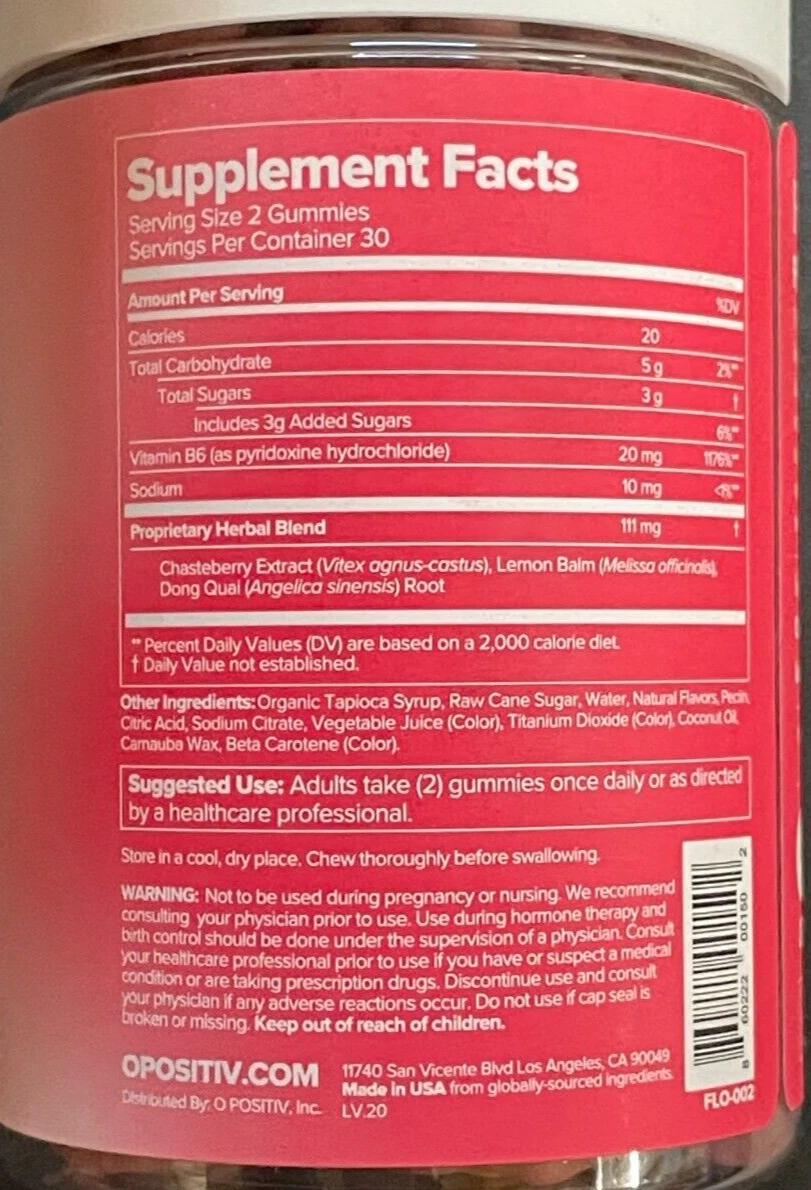 Supplement Facts
Serving Size 2 Gummies
Servings Per Container 30
Amount Per Serving %DV
Calories 20
Total Carbohydrate 5 g 2%**
Total Sugars 3 g †
Includes 3g Added Sugars 6%**
Vitamin B6 (as pyridoxine hydrochloride) 20 mg 1176%**
Sodium 10 mg <1%**
Proprietary Herbal Blend 111 mg †
Chasteberry Extract (Vitex agnus-castus), Lemon Balm (Melissa officinalis),
Dong Quai (Angelica sinensis) Root
** Percent Daily Values (DV) are based on a 2,000 calorie diet.
† Daily Value not established.
Other Ingredients: Organic Tapioca Syrup, Raw Cane Sugar, Water, Natural Flavors, Pectin,
Citric Acid, Sodium Citrate, Vegetable Juice (Color), Titanium Dioxide (Color), Coconut Oil,
Carnauba Wax, Beta Carotene (Color).
Suggested Use: Adults take (2) gummies once daily or as directed
by a healthcare professional.
Store in a cool, dry place. Chew thoroughly before swallowing.
WARNING: Not to be used during pregnancy or nursing. We recommend
consulting your physician prior to use. Use during hormone therapy and
birth control should be done under the supervision of a physician. Consult
your healthcare professional prior to use if you have or suspect a medical
condition or are taking prescription drugs. Discontinue use and consult
your physician if any adverse reactions occur. Do not use if cap seal is
broken or missing. Keep out of reach of children.
8 60222 00150 2
OPOSITIV.COM
Distributed By: O POSITIV, Inc.
11740 San Vicente Blvd Los Angeles, CA 90049
Made in USA from globally-sourced ingredients.
LV.20
FLO-002